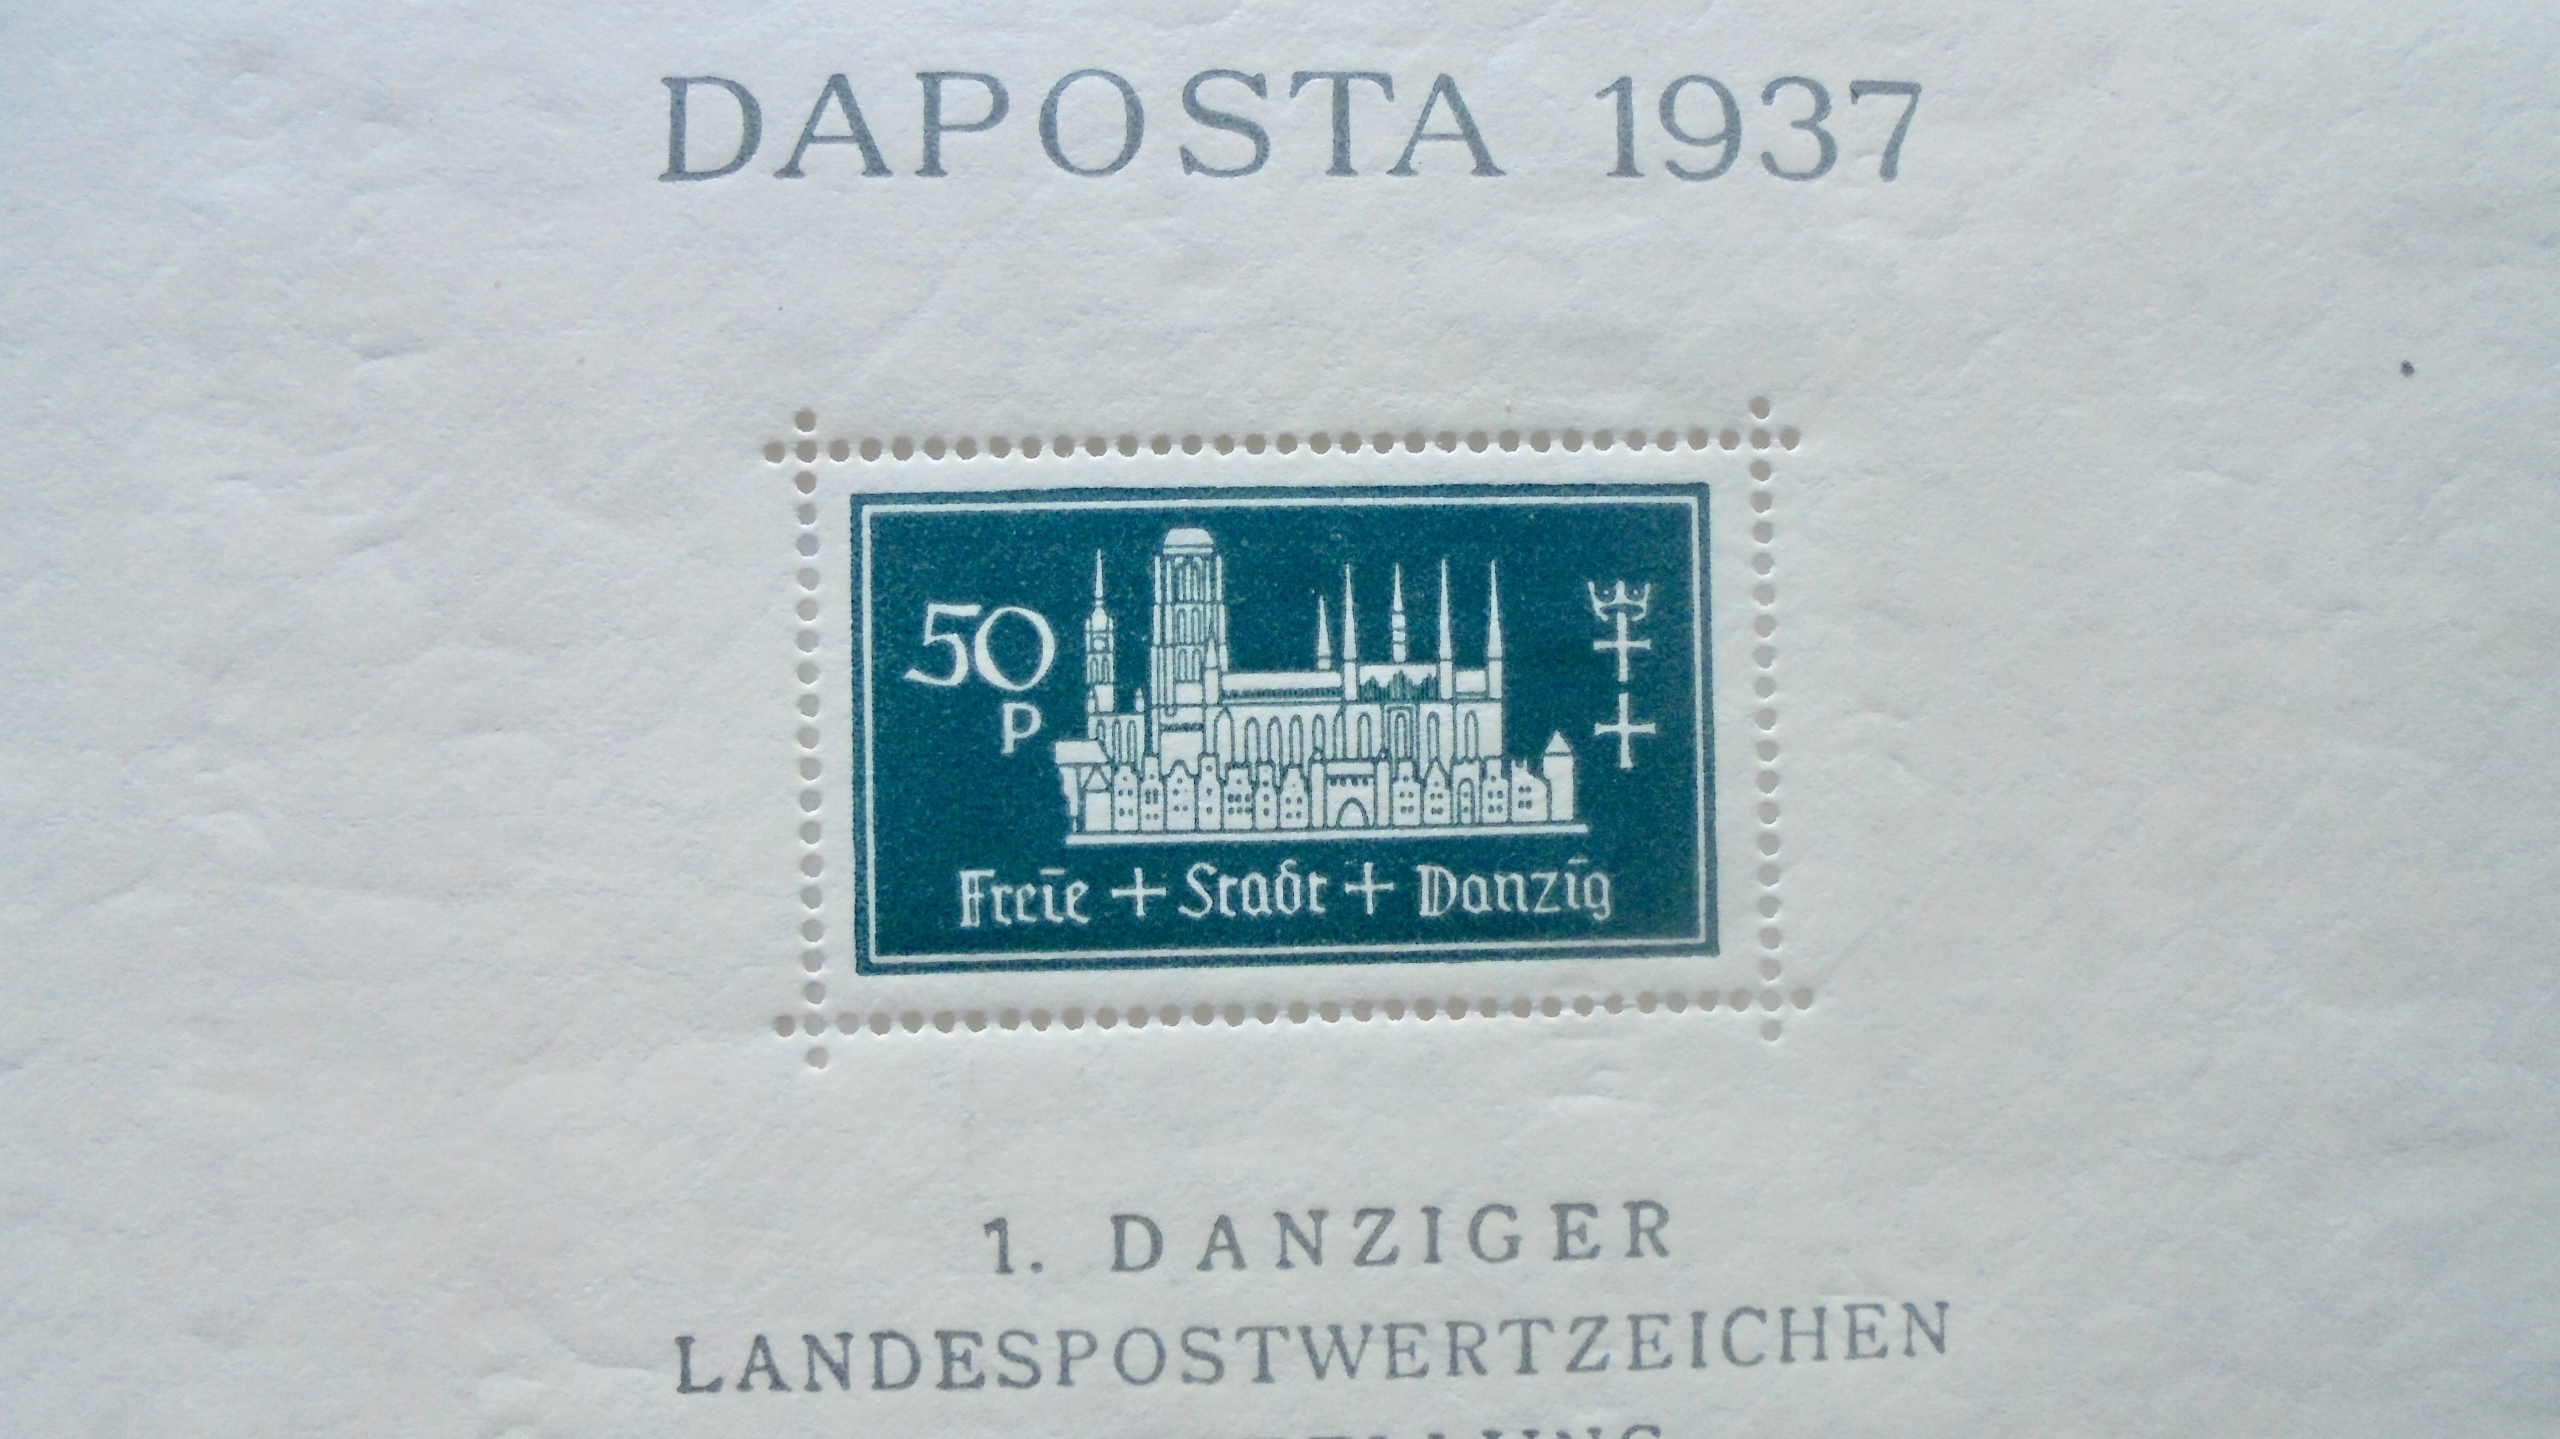 DAPOSTA 1937
50
P
Freie + Stadt + Danzig
1. DANZIGER
LANDESPOSTWERTZEICHEN